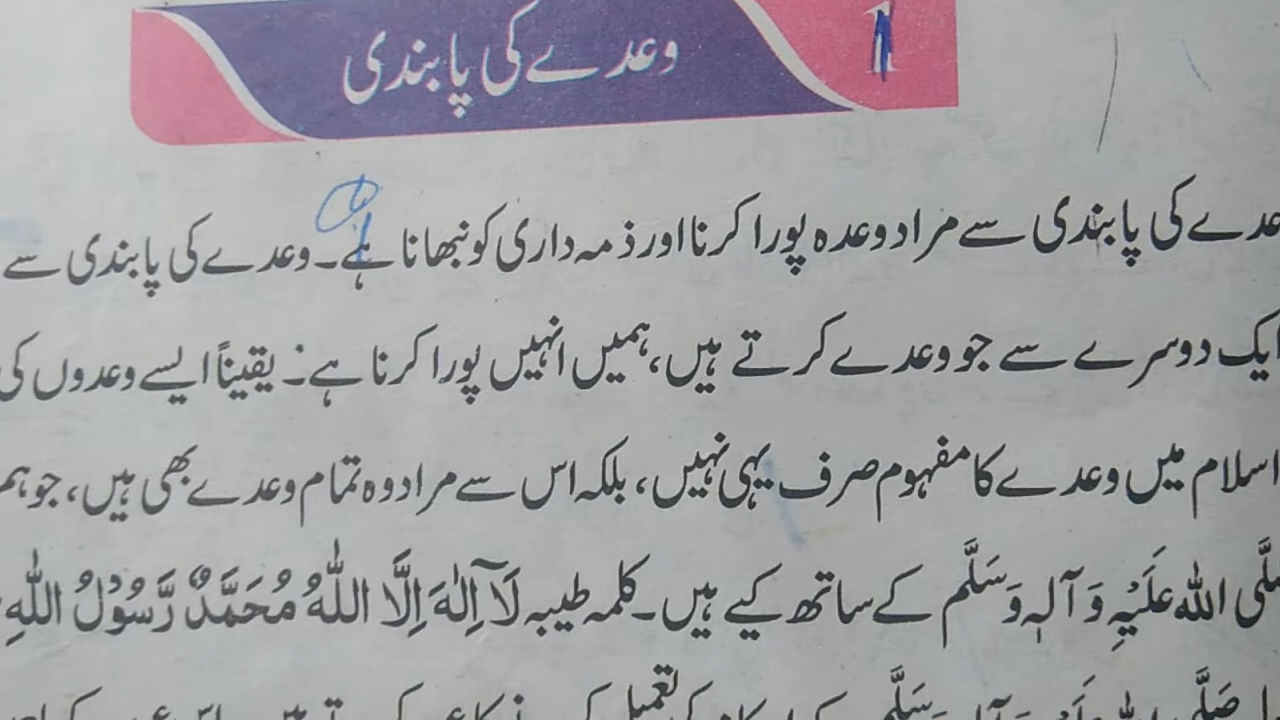 1
وعدے کی پابندی
وعدے کی پابندی سے مراد وعدہ پورا کرنا اور ذمہ داری کو نبھانا ہے۔ وعدے کی پابندی سے
ایک دوسرے سے جو وعدے کرتے ہیں، ہمیں انہیں پورا کرنا ہے۔ یقیناً ایسے وعدوں کی
اسلام میں وعدے کا مفہوم صرف یہی نہیں، بلکہ اس سے مراد وہ تمام وعدے بھی ہیں، جو ہم
صَلَّی اللہ عَلَیْہِ وَ آلِہٖ وَسَلَّم کے ساتھ کیے ہیں۔ کلمہ طیبہ لَآ اِلٰہَ اِلَّا اللّٰہُ مُحَمَّدٌ رَّسُوْلُ اللّٰہِ